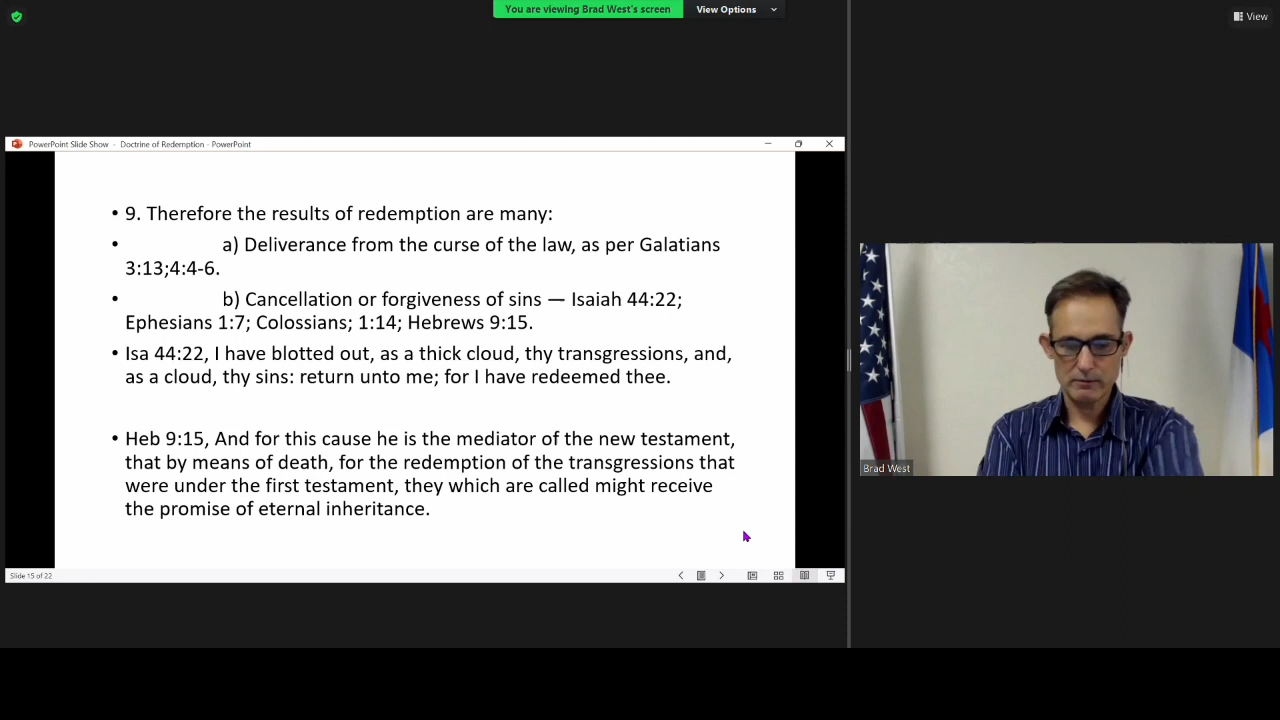 You are viewing Brad West's screen
View Options
View
PowerPoint Slide Show - Doctrine of Redemption - PowerPoint
• 9. Therefore the results of redemption are many:
• a) Deliverance from the curse of the law, as per Galatians
3:13;4:4-6.
• b) Cancellation or forgiveness of sins — Isaiah 44:22;
Ephesians 1:7; Colossians; 1:14; Hebrews 9:15.
• Isa 44:22, I have blotted out, as a thick cloud, thy transgressions, and,
as a cloud, thy sins: return unto me; for I have redeemed thee.
• Heb 9:15, And for this cause he is the mediator of the new testament,
that by means of death, for the redemption of the transgressions that
were under the first testament, they which are called might receive
the promise of eternal inheritance.
Slide 15 of 22
Brad West